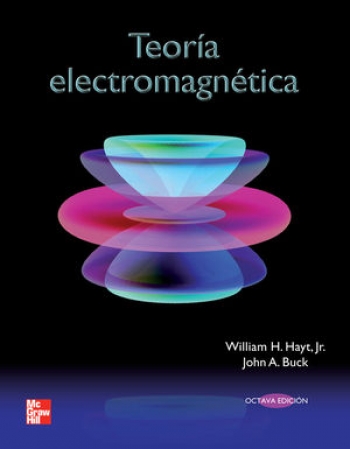 Teoría
electromagnética
William H. Hayt, Jr.
John A. Buck
OCTAVA EDICIÓN
Mc
Graw
Hill